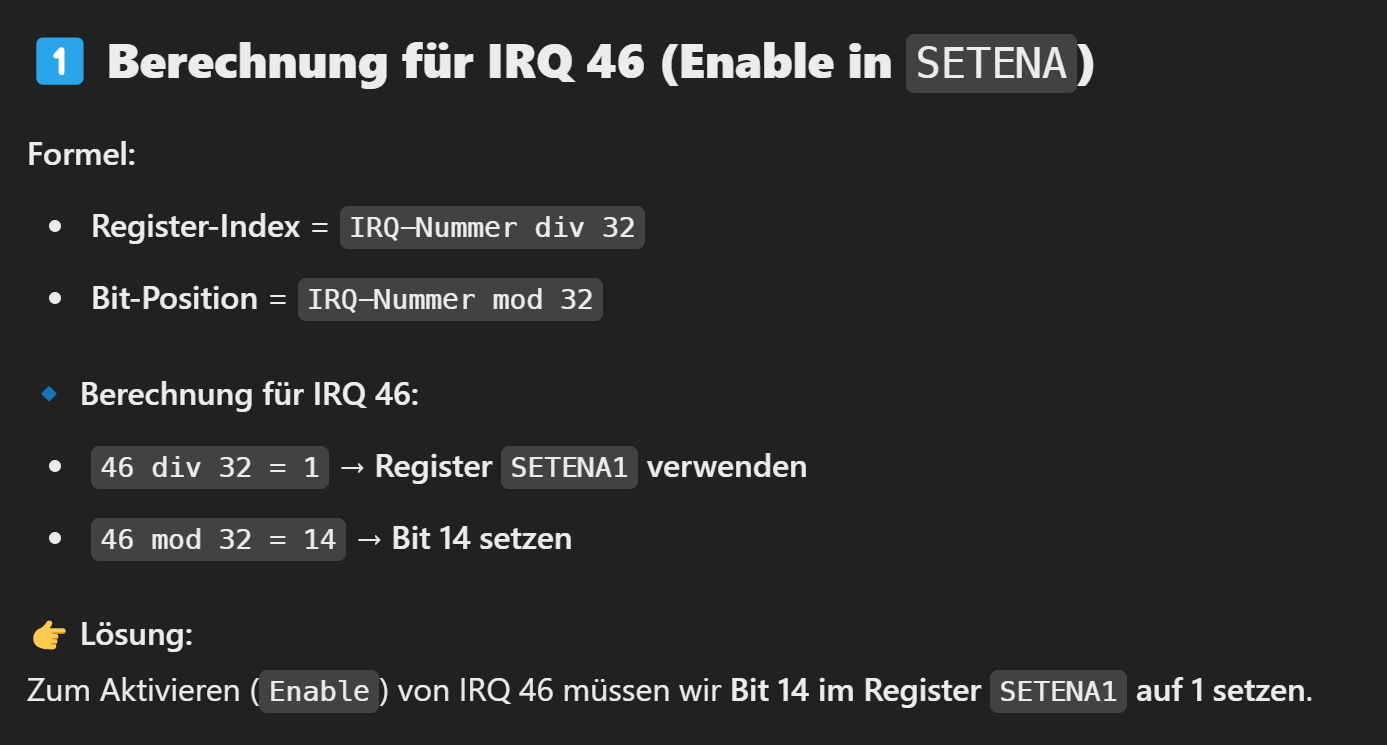 1 Berechnung für IRQ 46 (Enable in SETENA)
Formel:
• Register-Index = IRQ-Nummer div 32
• Bit-Position = IRQ-Nummer mod 32
Berechnung für IRQ 46:
• 46 div 32 = 1 → Register SETENA1 verwenden
• 46 mod 32 = 14 → Bit 14 setzen
Lösung:
Zum Aktivieren (Enable) von IRQ 46 müssen wir Bit 14 im Register SETENA1 auf 1 setzen.